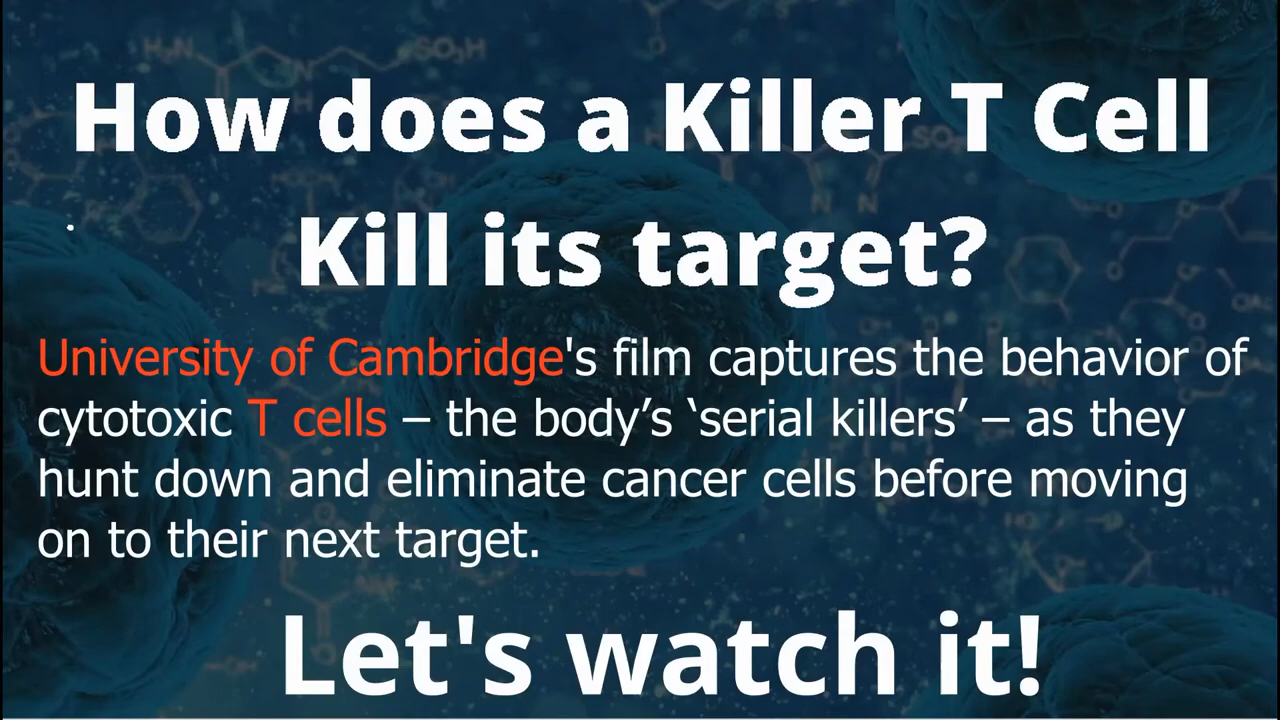 How does a Killer T Cell
Kill its target?
University of Cambridge's film captures the behavior of
cytotoxic T cells – the body’s ‘serial killers’ – as they
hunt down and eliminate cancer cells before moving
on to their next target.
Let's watch it!